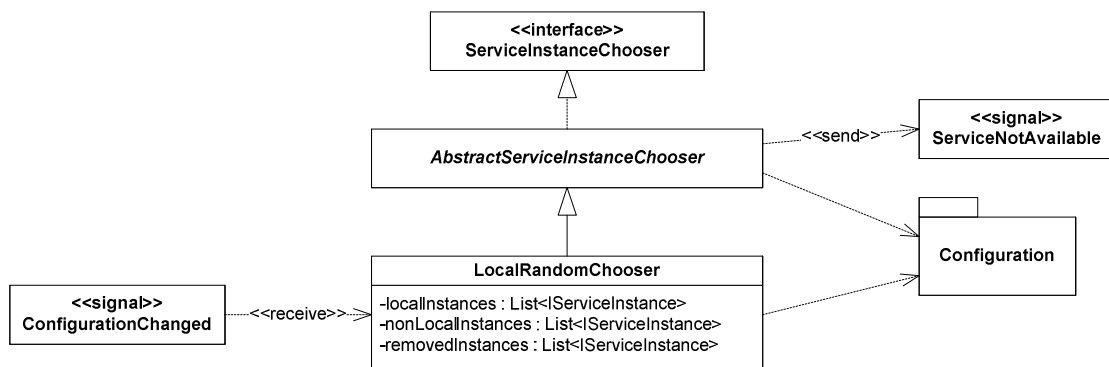 <<interface>>
ServiceInstanceChooser
AbstractServiceInstanceChooser
<<send>>
<<signal>>
ServiceNotAvailable
Configuration
<<signal>>
ConfigurationChanged
<<receive>>
LocalRandomChooser
-localInstances : List<IServiceInstance>
-nonLocalInstances : List<IServiceInstance>
-removedInstances : List<IServiceInstance>